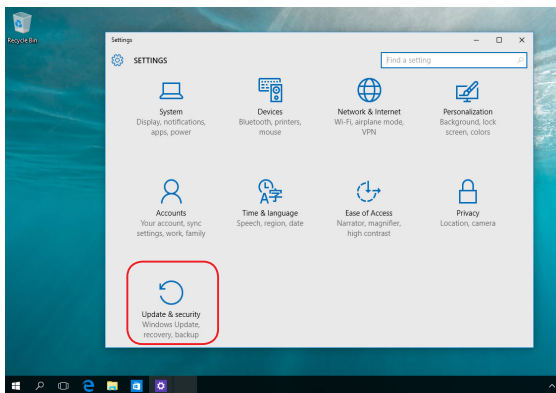 Recycle Bin
Settings
SETTINGS
Find a setting
System
Display, notifications,
apps, power
Devices
Bluetooth, printers,
mouse
Network & Internet
Wi-Fi, airplane mode,
VPN
Personalization
Background, lock
screen, colors
Accounts
Your account, sync
settings, work, family
A字
Time & language
Speech, region, date
Ease of Access
Narrator, magnifier,
high contrast
Privacy
Location, camera
Update & security
Windows Update,
recovery, backup